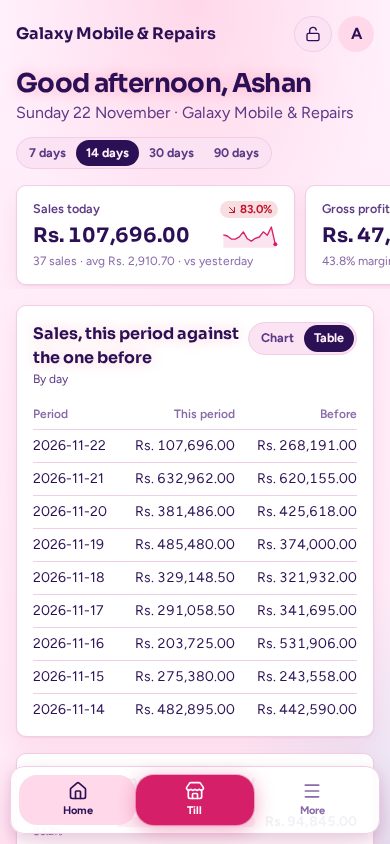 Galaxy Mobile & Repairs
A
Good afternoon, Ashan
Sunday 22 November · Galaxy Mobile & Repairs
7 days 14 days 30 days 90 days
Sales today 83.0% Gross profit
Rs. 107,696.00 Rs. 47,
37 sales · avg Rs. 2,910.70 · vs yesterday 43.8% margin
Sales, this period against
the one before
Chart Table
By day
Period This period Before
2026-11-22 Rs. 107,696.00 Rs. 268,191.00
2026-11-21 Rs. 632,962.00 Rs. 620,155.00
2026-11-20 Rs. 381,486.00 Rs. 425,618.00
2026-11-19 Rs. 485,480.00 Rs. 374,000.00
2026-11-18 Rs. 329,148.50 Rs. 321,932.00
2026-11-17 Rs. 291,058.50 Rs. 341,695.00
2026-11-16 Rs. 203,725.00 Rs. 531,906.00
2026-11-15 Rs. 275,380.00 Rs. 243,558.00
2026-11-14 Rs. 482,895.00 Rs. 442,590.00
Rs. 94,845.00
Home Till More